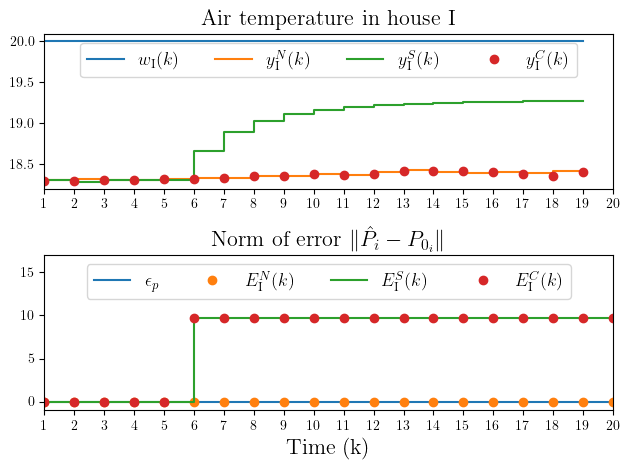 Air temperature in house I
20.0
19.5
19.0
18.5
w_I(k) y_I^N(k) y_I^S(k) y_I^C(k)
1 2 3 4 5 6 7 8 9 10 11 12 13 14 15 16 17 18 19 20
Norm of error ‖P̂_i − P_{0_i}‖
15
10
5
0
ϵ_p E_I^N(k) E_I^S(k) E_I^C(k)
1 2 3 4 5 6 7 8 9 10 11 12 13 14 15 16 17 18 19 20
Time (k)